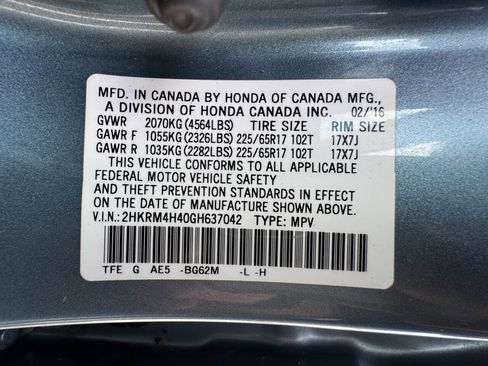 MFD. IN CANADA BY HONDA OF CANADA MFG.,
A DIVISION OF HONDA CANADA INC. 02/'16
GVWR 2070KG (4564LBS) TIRE SIZE RIM SIZE
GAWR F 1055KG (2326LBS) 225/65R17 102T 17X7J
GAWR R 1035KG (2282LBS) 225/65R17 102T 17X7J
THIS VEHICLE CONFORMS TO ALL APPLICABLE
FEDERAL MOTOR VEHICLE SAFETY
AND THEFT PREVENTION STANDARDS IN EFFECT
ON THE DATE OF MANUFACTURE SHOWN ABOVE.
V.I.N.: 2HKRM4H40GH637042 TYPE: MPV
TFE G AE5 -BG62M -L -H